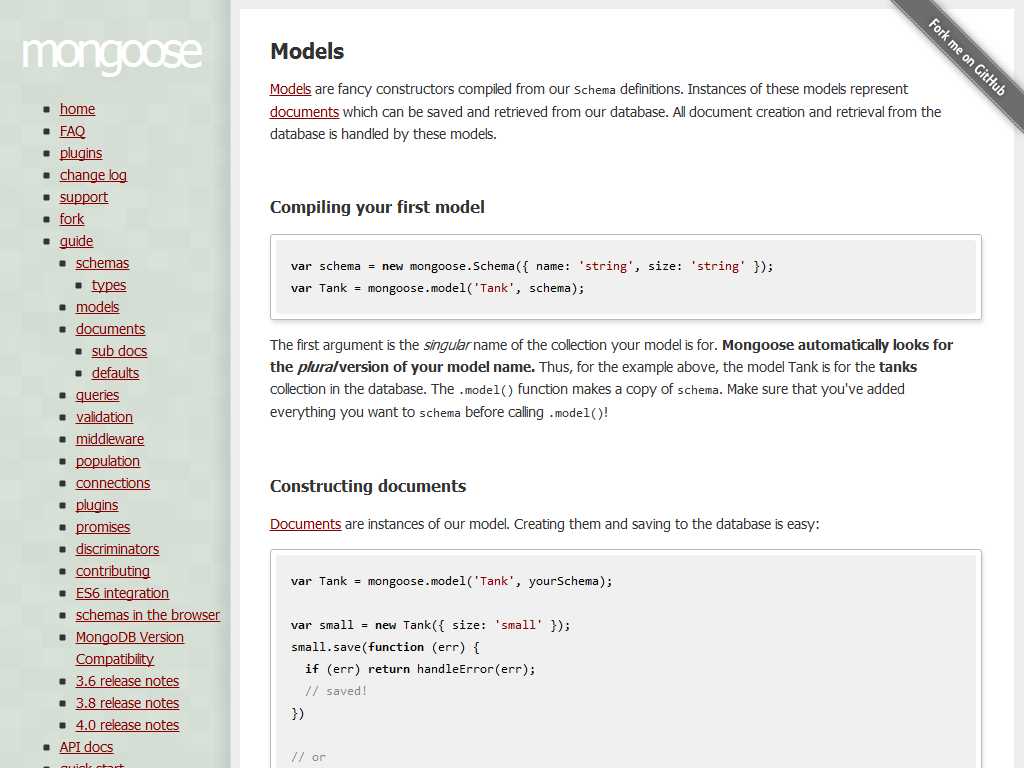 mongoose
home
FAQ
plugins
change log
support
fork
guide
schemas
types
models
documents
sub docs
defaults
queries
validation
middleware
population
connections
plugins
promises
discriminators
contributing
ES6 integration
schemas in the browser
MongoDB Version
Compatibility
3.6 release notes
3.8 release notes
4.0 release notes
API docs
quick start
Fork me on GitHub
Models
Models are fancy constructors compiled from our Schema definitions. Instances of these models represent
documents which can be saved and retrieved from our database. All document creation and retrieval from the
database is handled by these models.
Compiling your first model
var schema = new mongoose.Schema({ name: 'string', size: 'string' });
var Tank = mongoose.model('Tank', schema);
The first argument is the singular name of the collection your model is for. Mongoose automatically looks for
the plural version of your model name. Thus, for the example above, the model Tank is for the tanks
collection in the database. The .model() function makes a copy of schema. Make sure that you've added
everything you want to schema before calling .model()!
Constructing documents
Documents are instances of our model. Creating them and saving to the database is easy:
var Tank = mongoose.model('Tank', yourSchema);
var small = new Tank({ size: 'small' });
small.save(function (err) {
if (err) return handleError(err);
// saved!
})
// or